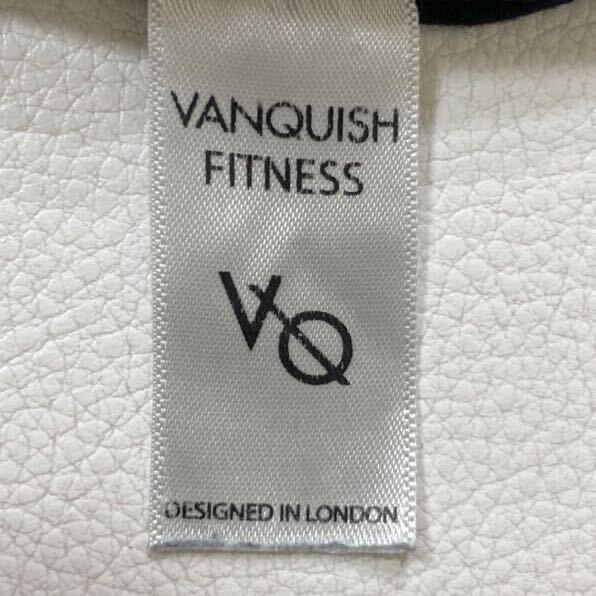 VANQUISH
FITNESS
VQ
DESIGNED IN LONDON